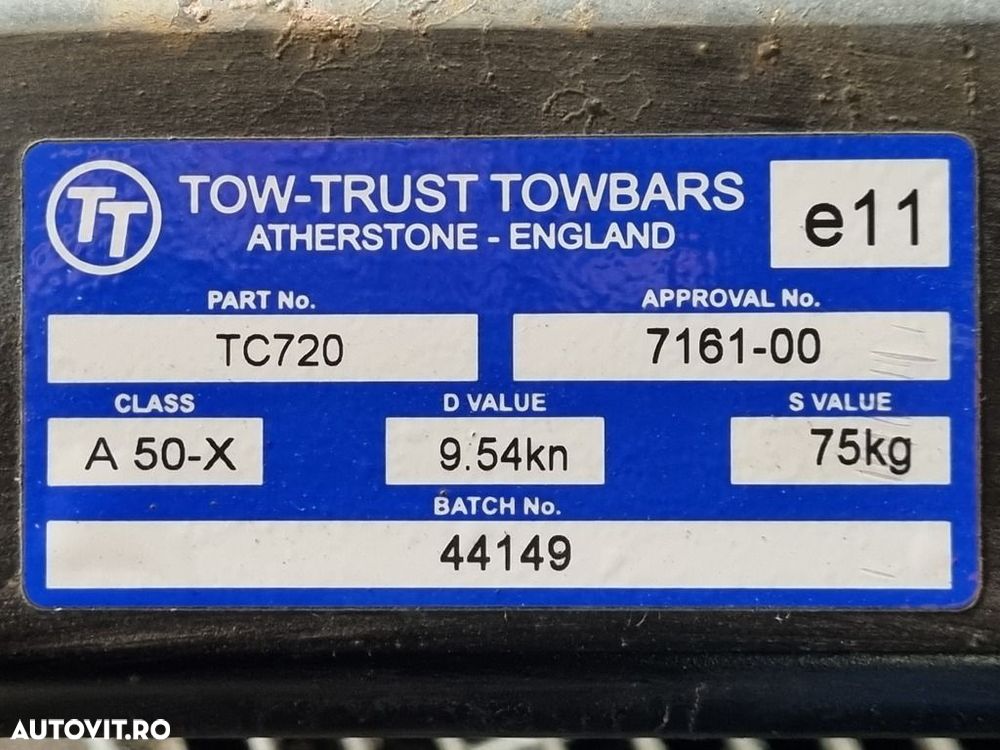 TT TOW-TRUST TOWBARS e11
ATHERSTONE - ENGLAND
PART No. APPROVAL No.
TC720 7161-00
CLASS D VALUE S VALUE
A 50-X 9.54kn 75kg
BATCH No.
44149
AUTOVIT.RO